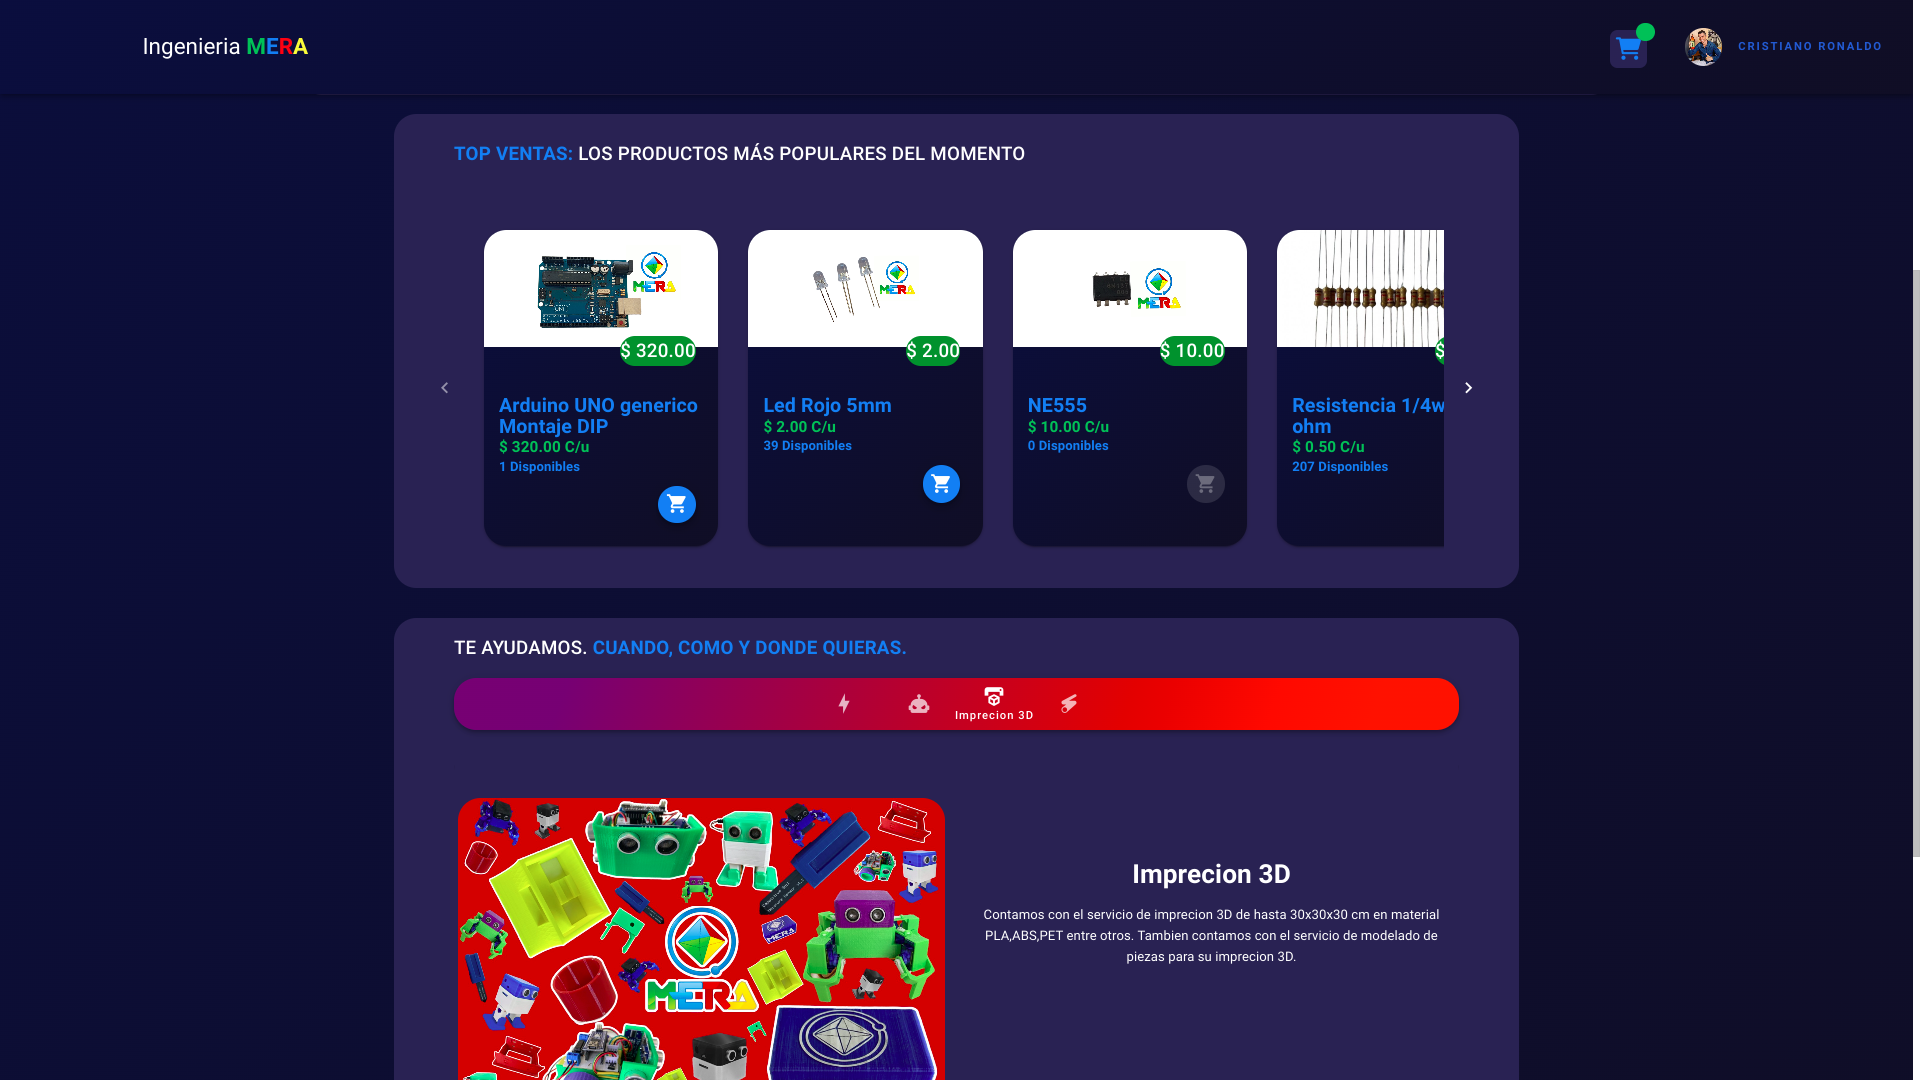 Ingenieria MERA
CRISTIANO RONALDO
TOP VENTAS: LOS PRODUCTOS MÁS POPULARES DEL MOMENTO
MERA
$ 320.00
Arduino UNO generico
Montaje DIP
$ 320.00 C/u
1 Disponibles
MERA
$ 2.00
Led Rojo 5mm
$ 2.00 C/u
39 Disponibles
MERA
$ 10.00
NE555
$ 10.00 C/u
0 Disponibles
$
Resistencia 1/4w
ohm
$ 0.50 C/u
207 Disponibles
TE AYUDAMOS. CUANDO, COMO Y DONDE QUIERAS.
Imprecion 3D
MERA
MERA
Imprecion 3D
Contamos con el servicio de imprecion 3D de hasta 30x30x30 cm en material
PLA,ABS,PET entre otros. Tambien contamos con el servicio de modelado de
piezas para su imprecion 3D.